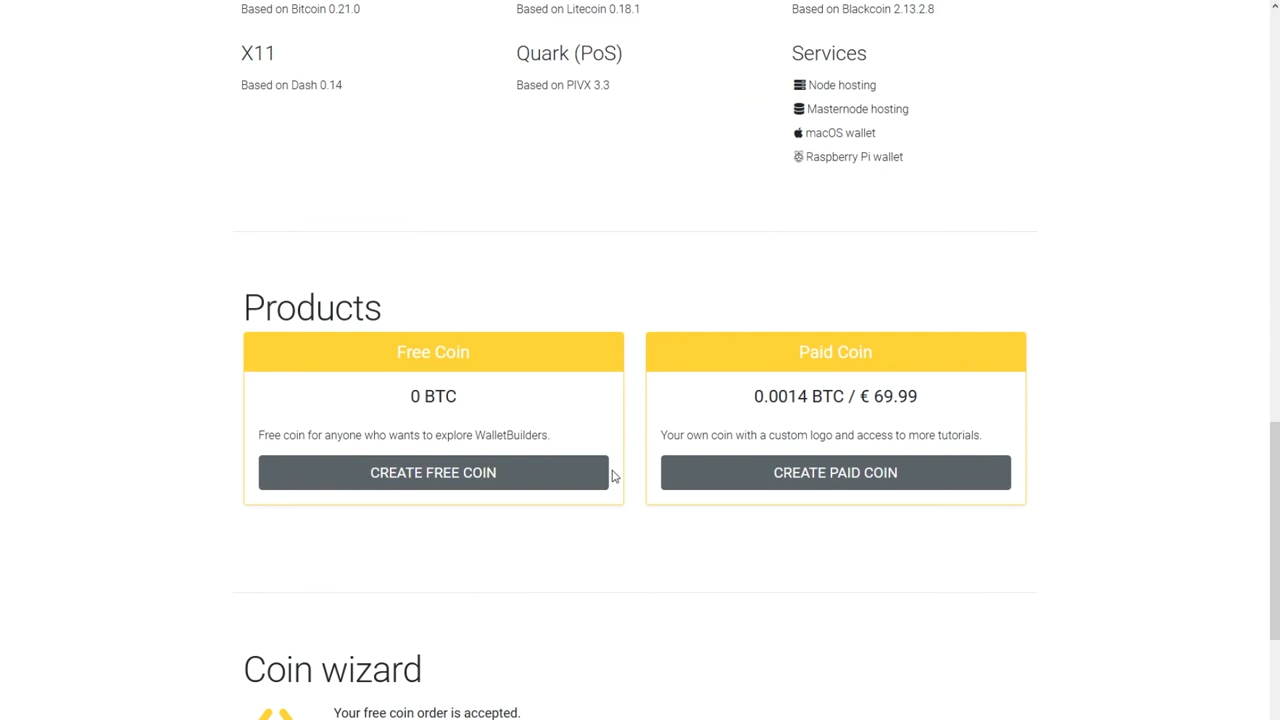 Based on Bitcoin 0.21.0
Based on Litecoin 0.18.1
Based on Blackcoin 2.13.2.8
X11
Based on Dash 0.14
Quark (PoS)
Based on PIVX 3.3
Services
Node hosting
Masternode hosting
macOS wallet
Raspberry Pi wallet
Products
Free Coin
0 BTC
Free coin for anyone who wants to explore WalletBuilders.
CREATE FREE COIN
Paid Coin
0.0014 BTC / € 69.99
Your own coin with a custom logo and access to more tutorials.
CREATE PAID COIN
Coin wizard
Your free coin order is accepted.